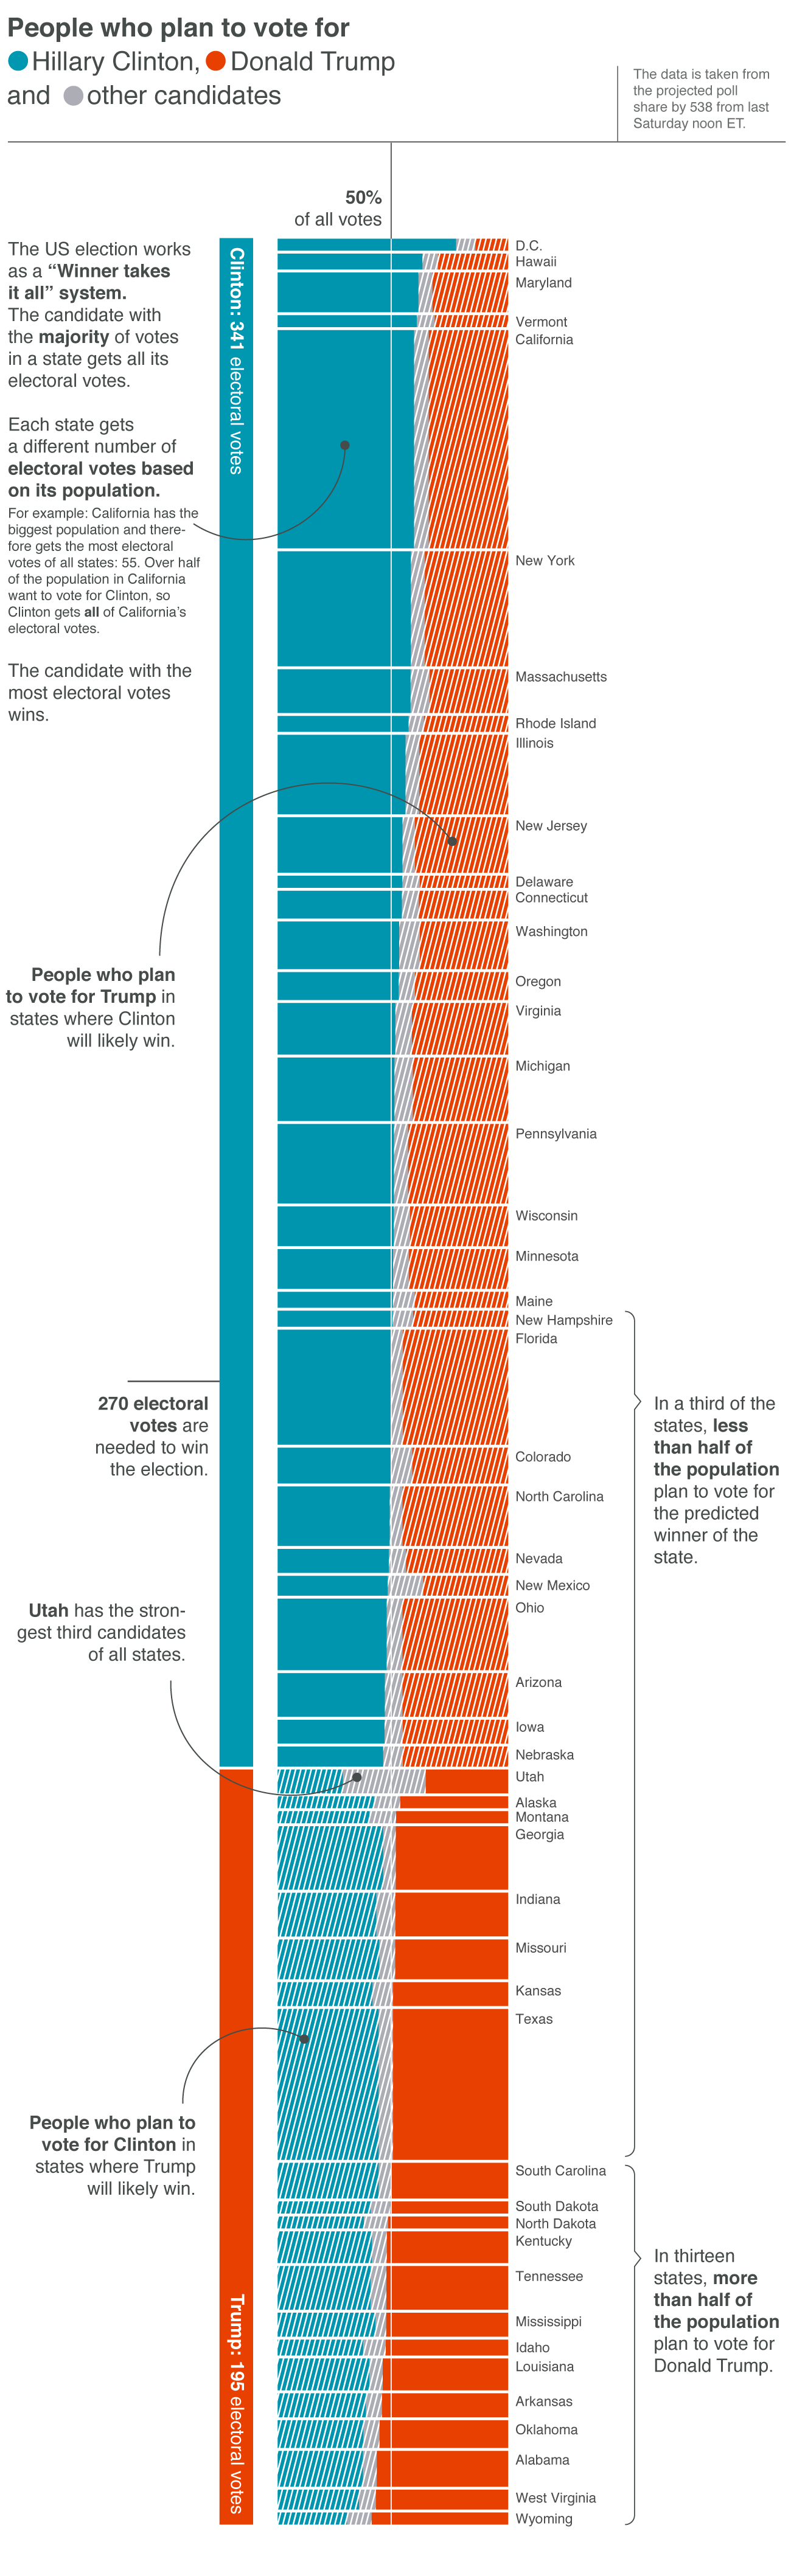 People who plan to vote for
Hillary Clinton, Donald Trump
and other candidates
The data is taken from
the projected poll
share by 538 from last
Saturday noon ET.
50%
of all votes
The US election works
as a “Winner takes
it all” system.
The candidate with
the majority of votes
in a state gets all its
electoral votes.
Each state gets
a different number of
electoral votes based
on its population.
For example: California has the
biggest population and there-
fore gets the most electoral
votes of all states: 55. Over half
of the population in California
want to vote for Clinton, so
Clinton gets all of California’s
electoral votes.
The candidate with the
most electoral votes
wins.
Clinton: 341 electoral votes
D.C.
Hawaii
Maryland
Vermont
California
New York
Massachusetts
Rhode Island
Illinois
New Jersey
Delaware
Connecticut
Washington
Oregon
Virginia
Michigan
Pennsylvania
Wisconsin
Minnesota
Maine
New Hampshire
Florida
Colorado
North Carolina
Nevada
New Mexico
Ohio
Arizona
Iowa
Nebraska
People who plan
to vote for Trump in
states where Clinton
will likely win.
270 electoral
votes are
needed to win
the election.
In a third of the
states, less
than half of
the population
plan to vote for
the predicted
winner of the
state.
Utah has the stron-
gest third candidates
of all states.
Utah
Alaska
Montana
Georgia
Indiana
Missouri
Kansas
Texas
South Carolina
South Dakota
North Dakota
Kentucky
Tennessee
Mississippi
Idaho
Louisiana
Arkansas
Oklahoma
Alabama
West Virginia
Wyoming
People who plan to
vote for Clinton in
states where Trump
will likely win.
Trump: 195 electoral votes
In thirteen
states, more
than half of
the population
plan to vote for
Donald Trump.